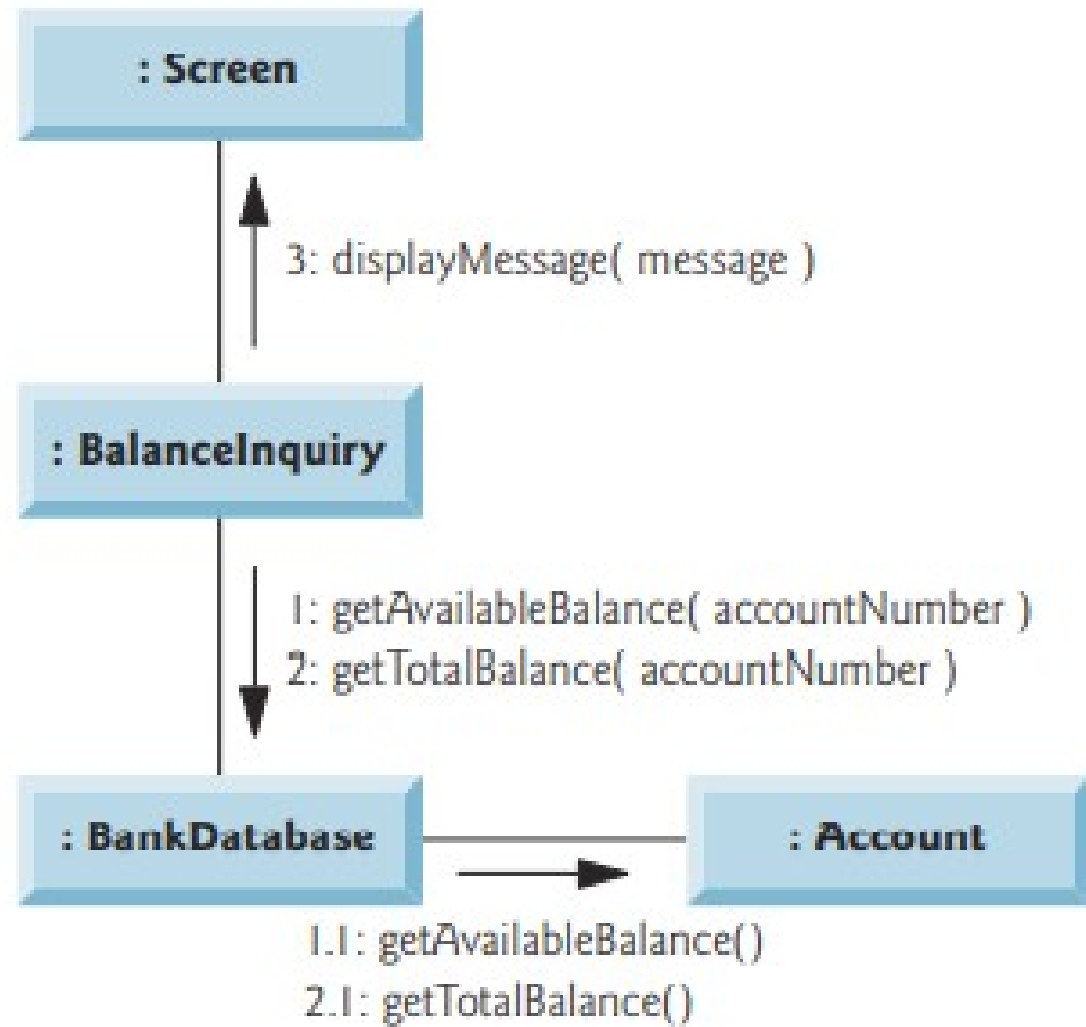 : Screen
3: displayMessage( message )
: BalanceInquiry
1: getAvailableBalance( accountNumber )
2: getTotalBalance( accountNumber )
: BankDatabase
: Account
1.1: getAvailableBalance()
2.1: getTotalBalance()